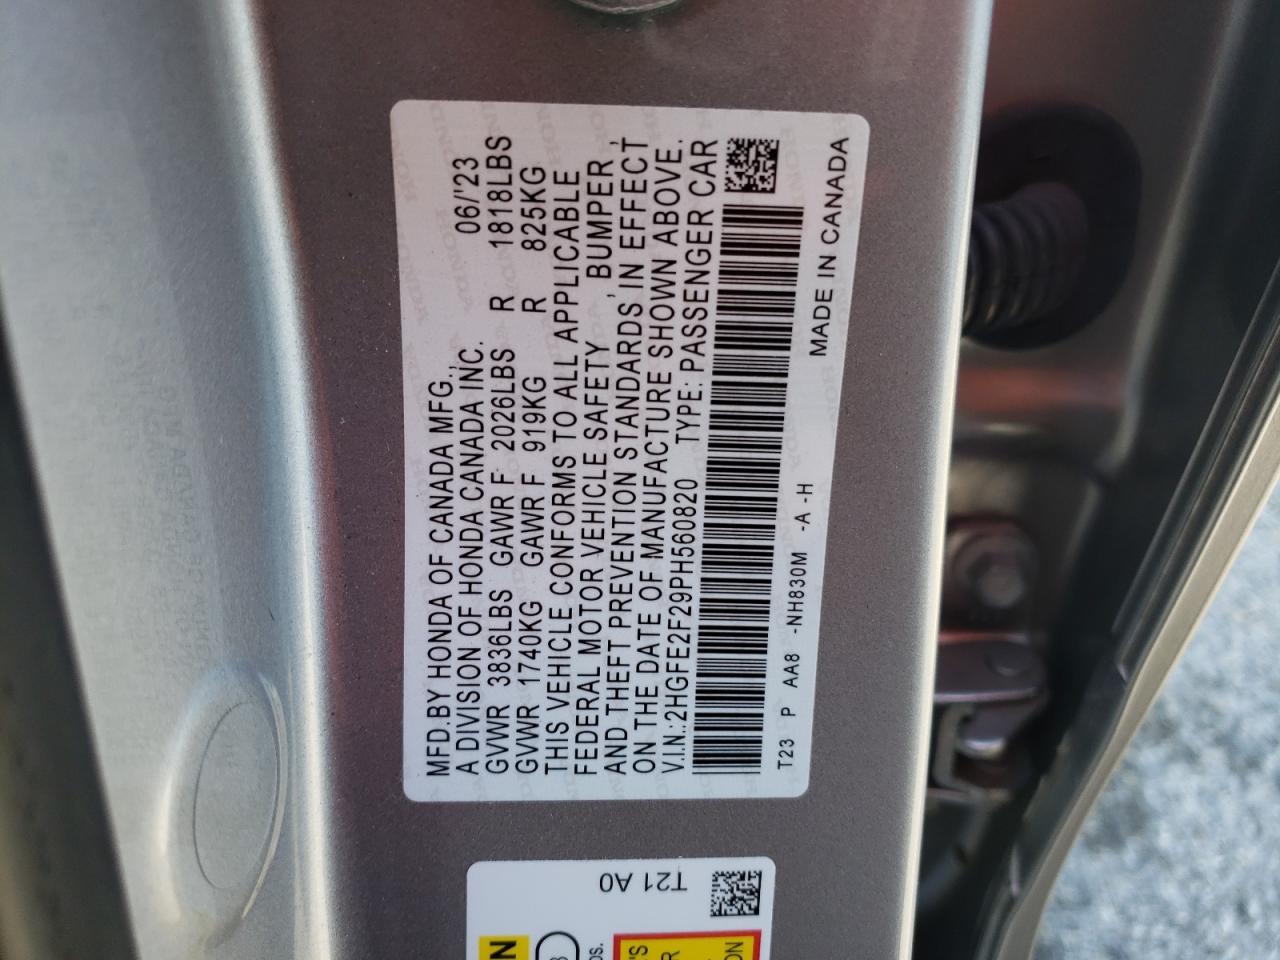 MFD.BY HONDA OF CANADA MFG.,
A DIVISION OF HONDA CANADA INC. 06/'23
GVWR 3836LBS GAWR F 2026LBS R 1818LBS
GVWR 1740KG GAWR F 919KG R 825KG
THIS VEHICLE CONFORMS TO ALL APPLICABLE
FEDERAL MOTOR VEHICLE SAFETY , BUMPER ,
AND THEFT PREVENTION STANDARDS IN EFFECT
ON THE DATE OF MANUFACTURE SHOWN ABOVE.
V.I.N.:2HGFE2F29PH560820 TYPE: PASSENGER CAR
T23 P AA8 -NH830M -A -H
MADE IN CANADA
T21 A0